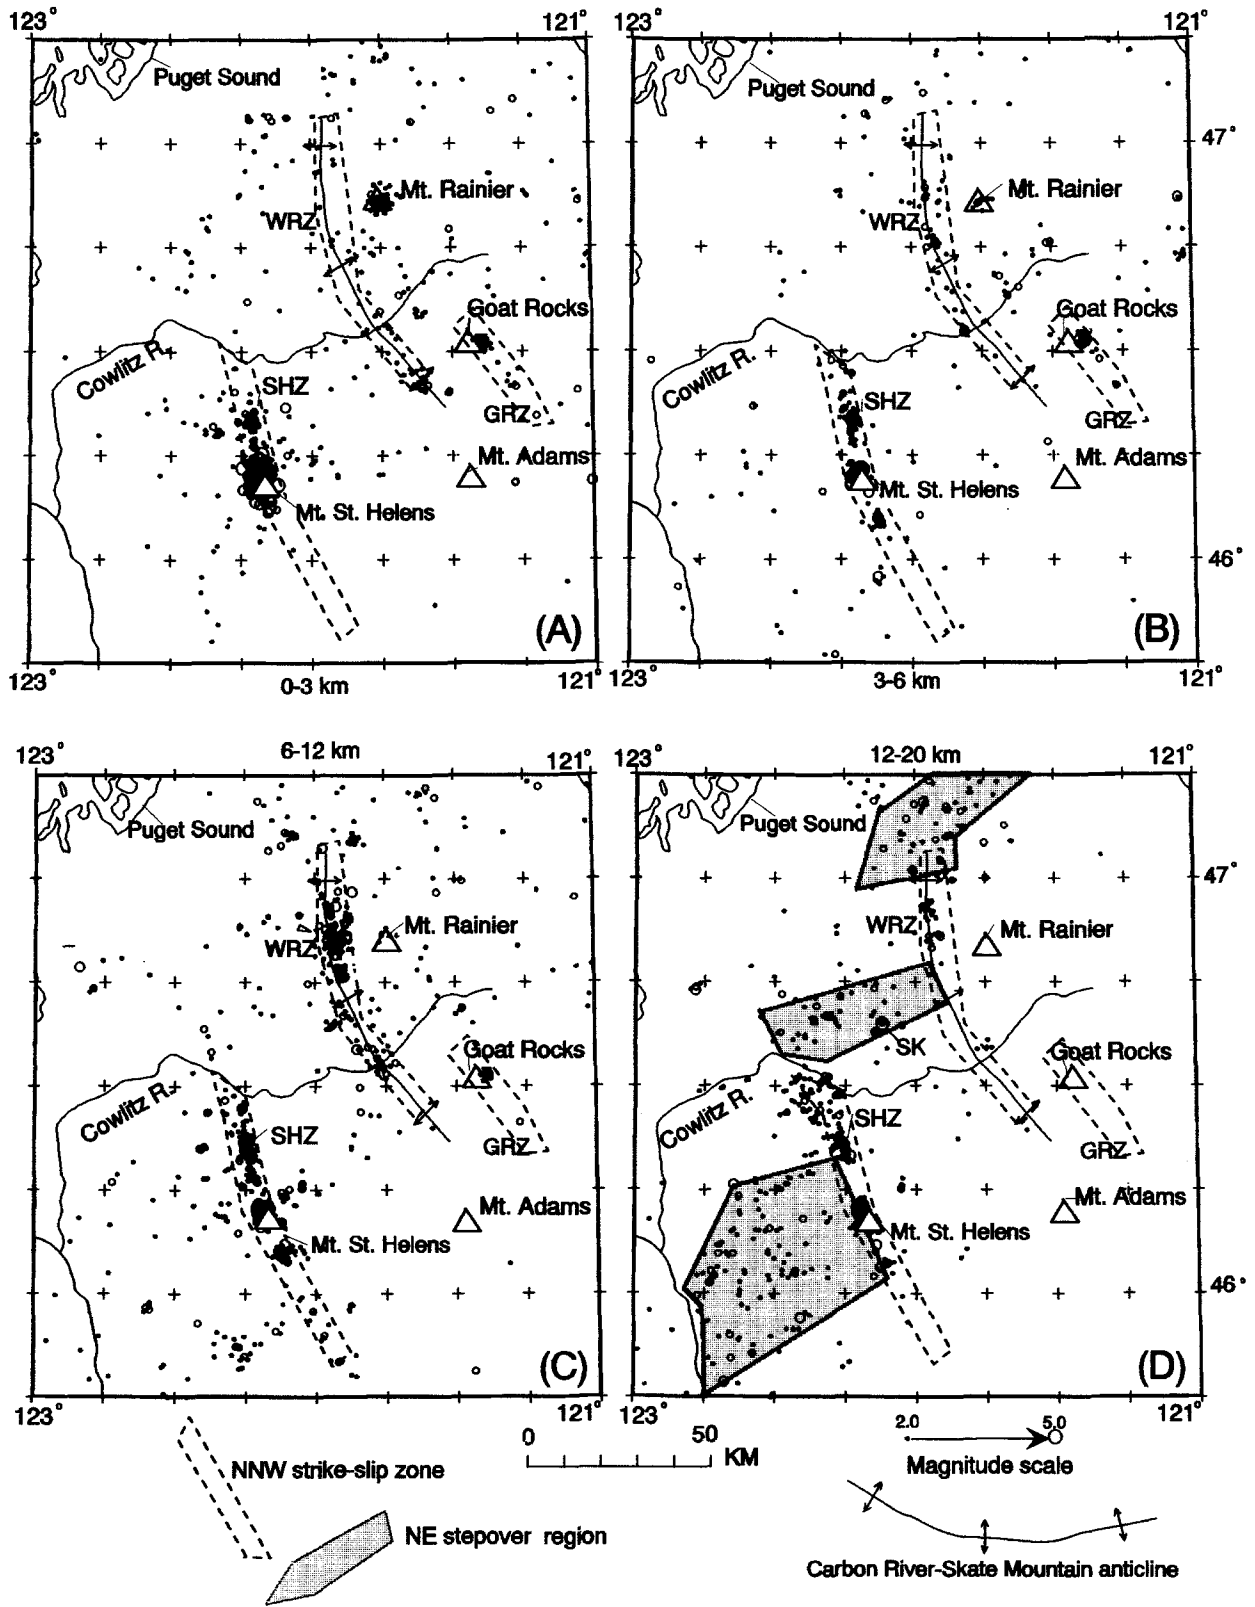 123°
121°
Puget Sound
Mt. Rainier
WRZ
Goat Rocks
Cowlitz R.
SHZ
GRZ
Mt. Adams
Mt. St. Helens
(A)
123°
0-3 km
121°
123°
121°
Puget Sound
47°
Mt. Rainier
WRZ
Goat Rocks
Cowlitz R.
SHZ
GRZ
Mt. Adams
Mt. St. Helens
46°
(B)
123°
3-6 km
121°
123°
6-12 km
121°
Puget Sound
Mt. Rainier
WRZ
Goat Rocks
Cowlitz R.
SHZ
GRZ
Mt. Adams
Mt. St. Helens
(C)
123°
121°
123°
12-20 km
121°
Puget Sound
47°
WRZ
Mt. Rainier
SK
Goat Rocks
Cowlitz R.
SHZ
GRZ
Mt. Adams
Mt. St. Helens
46°
(D)
123°
121°
NNW strike-slip zone
NE stepover region
0
50
KM
2.0
5.0
Magnitude scale
Carbon River-Skate Mountain anticline